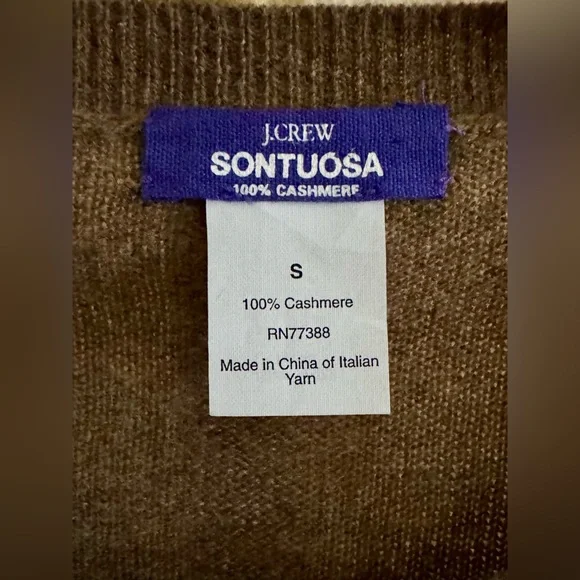 J.CREW
SONTUOSA
100% CASHMERE
S
100% Cashmere
RN77388
Made in China of Italian
Yarn